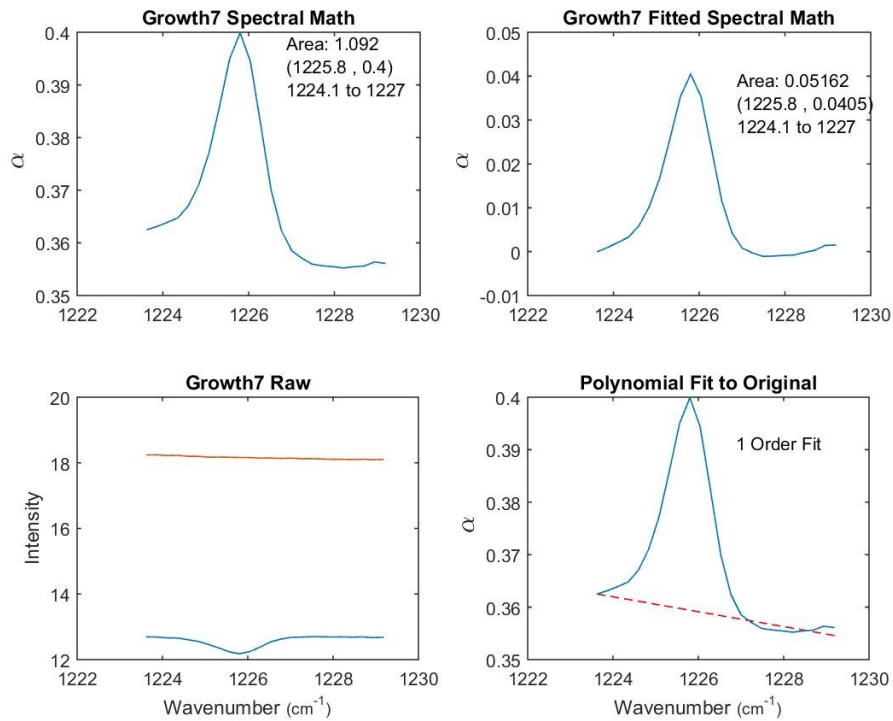 Growth7 Spectral Math
0.4
0.39
0.38
0.37
0.36
0.35
α
Area: 1.092
(1225.8 , 0.4)
1224.1 to 1227
1222
1224
1226
1228
1230
Growth7 Fitted Spectral Math
0.05
0.04
0.03
0.02
0.01
0
-0.01
α
Area: 0.05162
(1225.8 , 0.0405)
1224.1 to 1227
1222
1224
1226
1228
1230
Growth7 Raw
20
18
16
14
12
Intensity
1222
1224
1226
1228
1230
Wavenumber (cm⁻¹)
Polynomial Fit to Original
0.4
0.39
0.38
0.37
0.36
0.35
α
1 Order Fit
1222
1224
1226
1228
1230
Wavenumber (cm⁻¹)